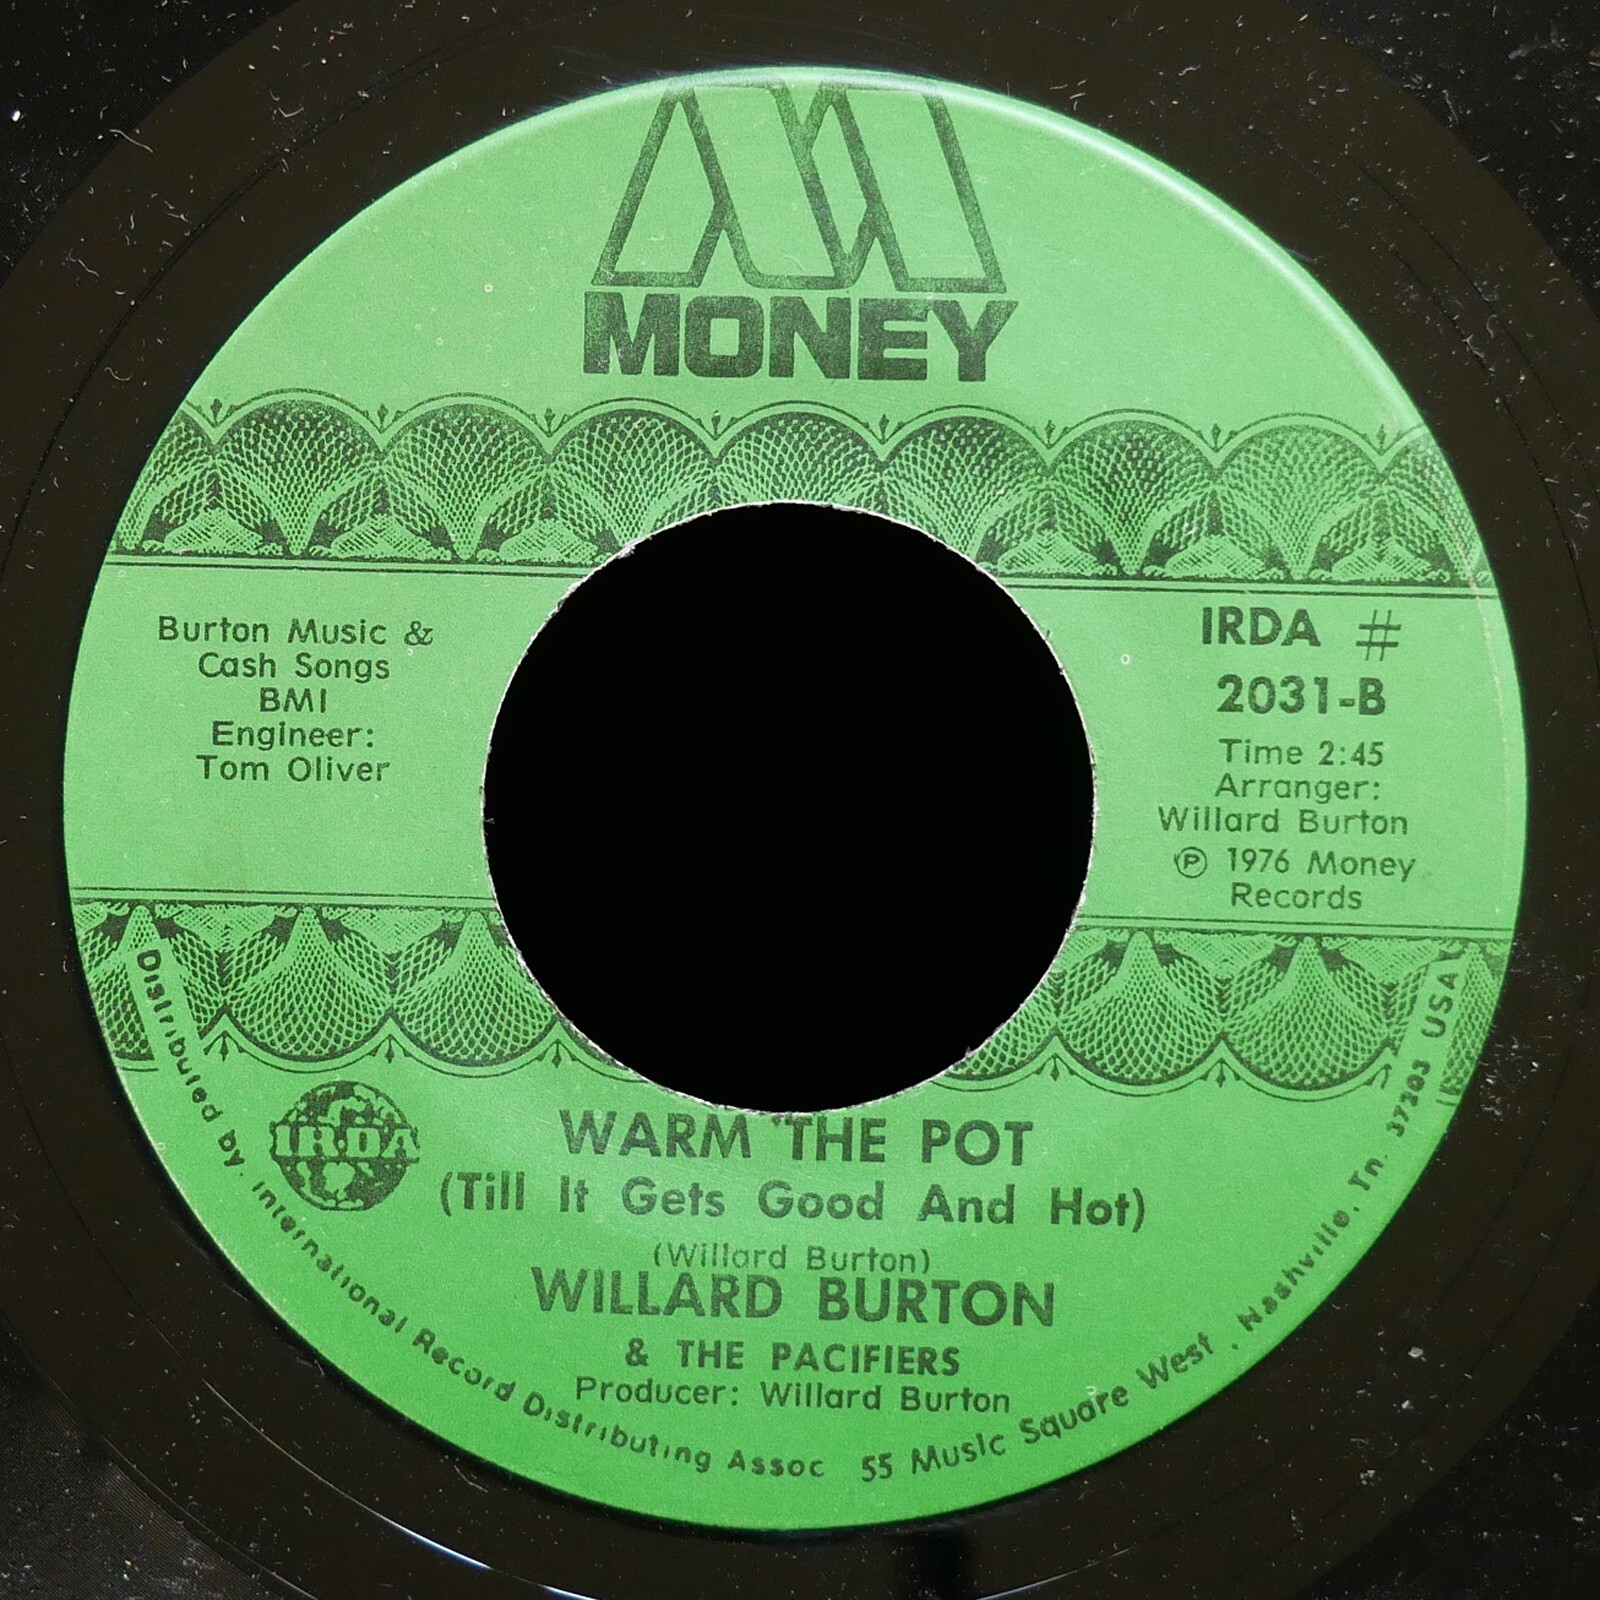 MONEY
Burton Music &
Cash Songs
BMI
Engineer:
Tom Oliver
IRDA #
2031-B
Time 2:45
Arranger:
Willard Burton
℗ 1976 Money
Records
IRDA
WARM THE POT
(Till It Gets Good And Hot)
(Willard Burton)
WILLARD BURTON
& THE PACIFIERS
Producer: Willard Burton
Distributed by. International Record Distributing Assoc 55 Music Square West , Nashville, Tn. 37203 USA